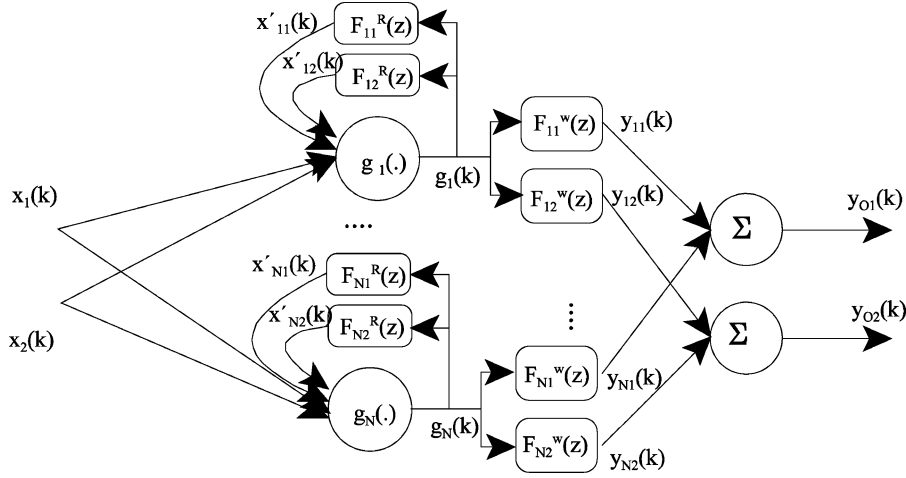 x´11(k)
F11R(z)
x´12(k)
F12R(z)
g 1(.)
g1(k)
F11w(z)
y11(k)
F12w(z)
y12(k)
x1(k)
x2(k)
....
Σ
yO1(k)
x´N1(k)
FN1R(z)
x´N2(k)
FN2R(z)
gN(.)
gN(k)
...
FN1w(z)
yN1(k)
FN2w(z)
yN2(k)
Σ
yO2(k)